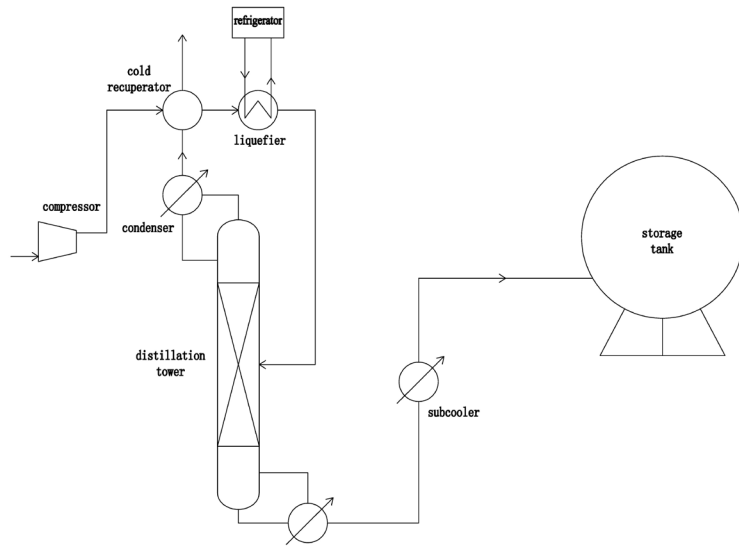 refrigerator
cold
recuperator
liquefier
compressor
condenser
storage
tank
distillation
tower
subcooler